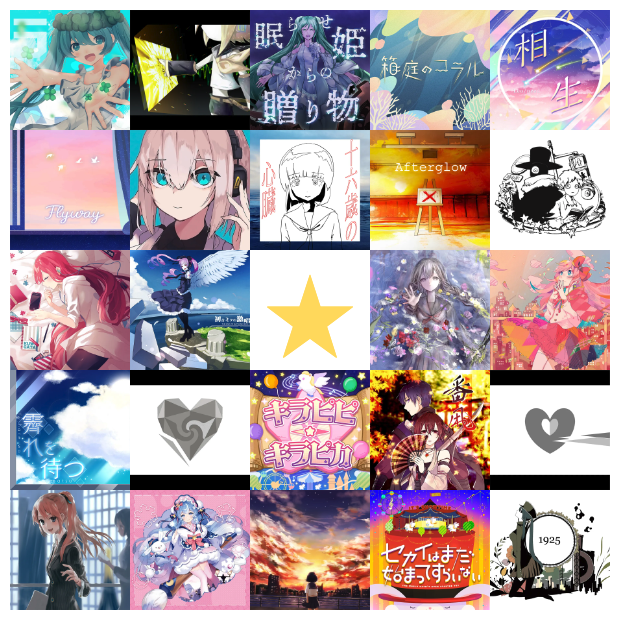 眠らせ姫
からの
贈り物
箱庭のコラル
相生
Flyway
十六歳の
心臓
Afterglow
霽れを
待つ
キラピピ
★
キラピカ
番凩
セカイはまだ
始まってすらいない
1925